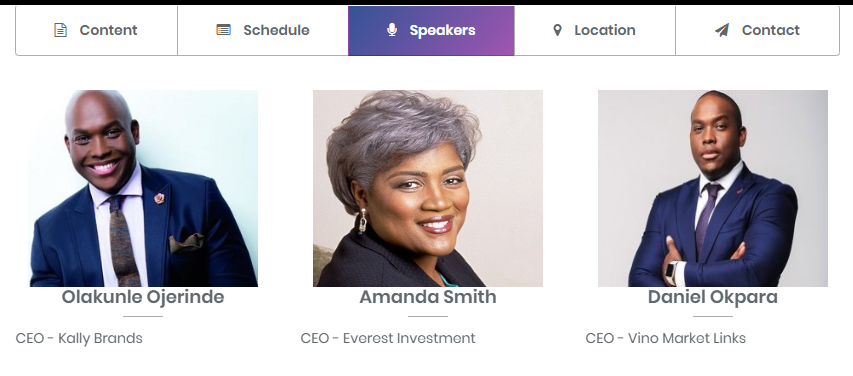 Content
Schedule
Speakers
Location
Contact
Olakunle Ojerinde
Amanda Smith
Daniel Okpara
CEO - Kally Brands
CEO - Everest Investment
CEO - Vino Market Links